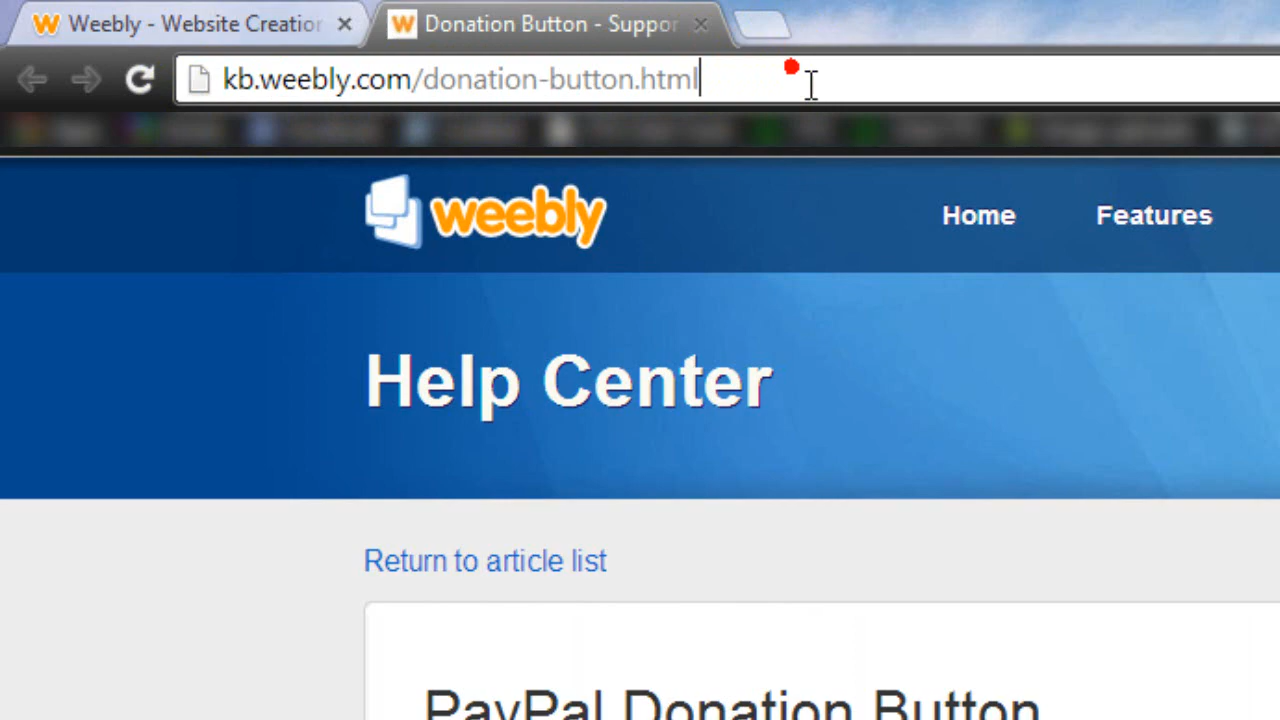 Weebly - Website Creation
Donation Button - Suppor
kb.weebly.com/donation-button.html
weebly
Home
Features
Help Center
Return to article list
PayPal Donation Button